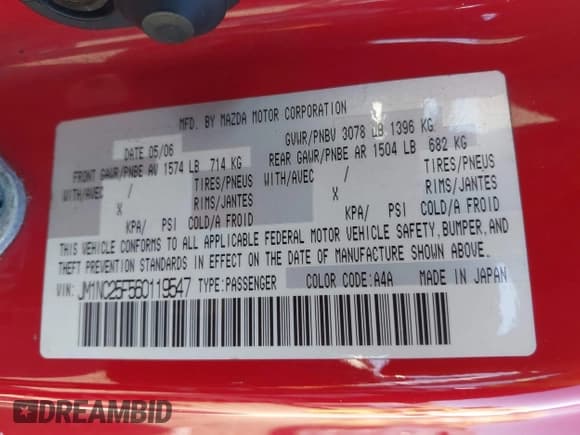 MFD. BY MAZDA MOTOR CORPORATION
DATE 05/06 GVWR/PNBV 3078 LB 1396 KG
FRONT GAWR/PNBE AV 1574 LB 714 KG REAR GAWR/PNBE AR 1504 LB 682 KG
WITH/AVEC / TIRES/PNEUS WITH/AVEC / TIRES/PNEUS
X RIMS/JANTES X RIMS/JANTES
KPA/ PSI COLD/A FROID KPA/ PSI COLD/A FROID
THIS VEHICLE CONFORMS TO ALL APPLICABLE FEDERAL MOTOR VEHICLE SAFETY, BUMPER, AND
THEFT PREVENTION STANDARDS IN EFFECT ON THE DATE OF MANUFACTURE SHOWN ABOVE.
VIN: JM1NC25F560119547 TYPE:PASSENGER COLOR CODE:A4A MADE IN JAPAN
DREAMBID